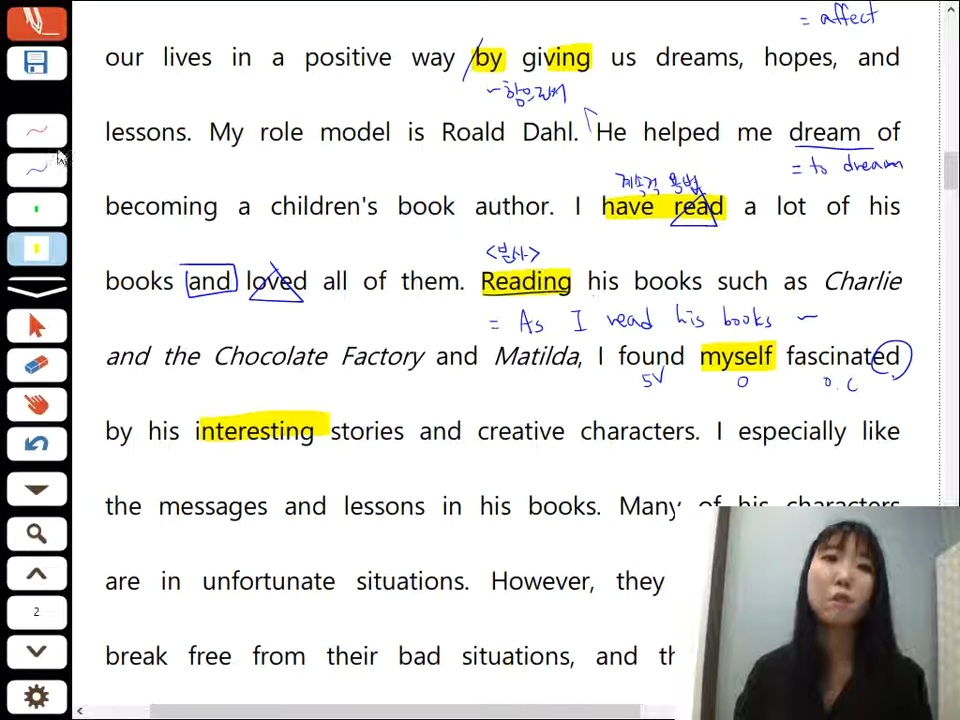 = affect
our lives in a positive way by giving us dreams, hopes, and
~함으로써
lessons. My role model is Roald Dahl. He helped me dream of
= to dream
계속적 용법
becoming a children's book author. I have read a lot of his
<분사>
books and loved all of them. Reading his books such as Charlie
= As I read his books ~
and the Chocolate Factory and Matilda, I found myself fascinated
5V O O.C
by his interesting stories and creative characters. I especially like
the messages and lessons in his books. Many of his characters
are in unfortunate situations. However, they
break free from their bad situations, and
2